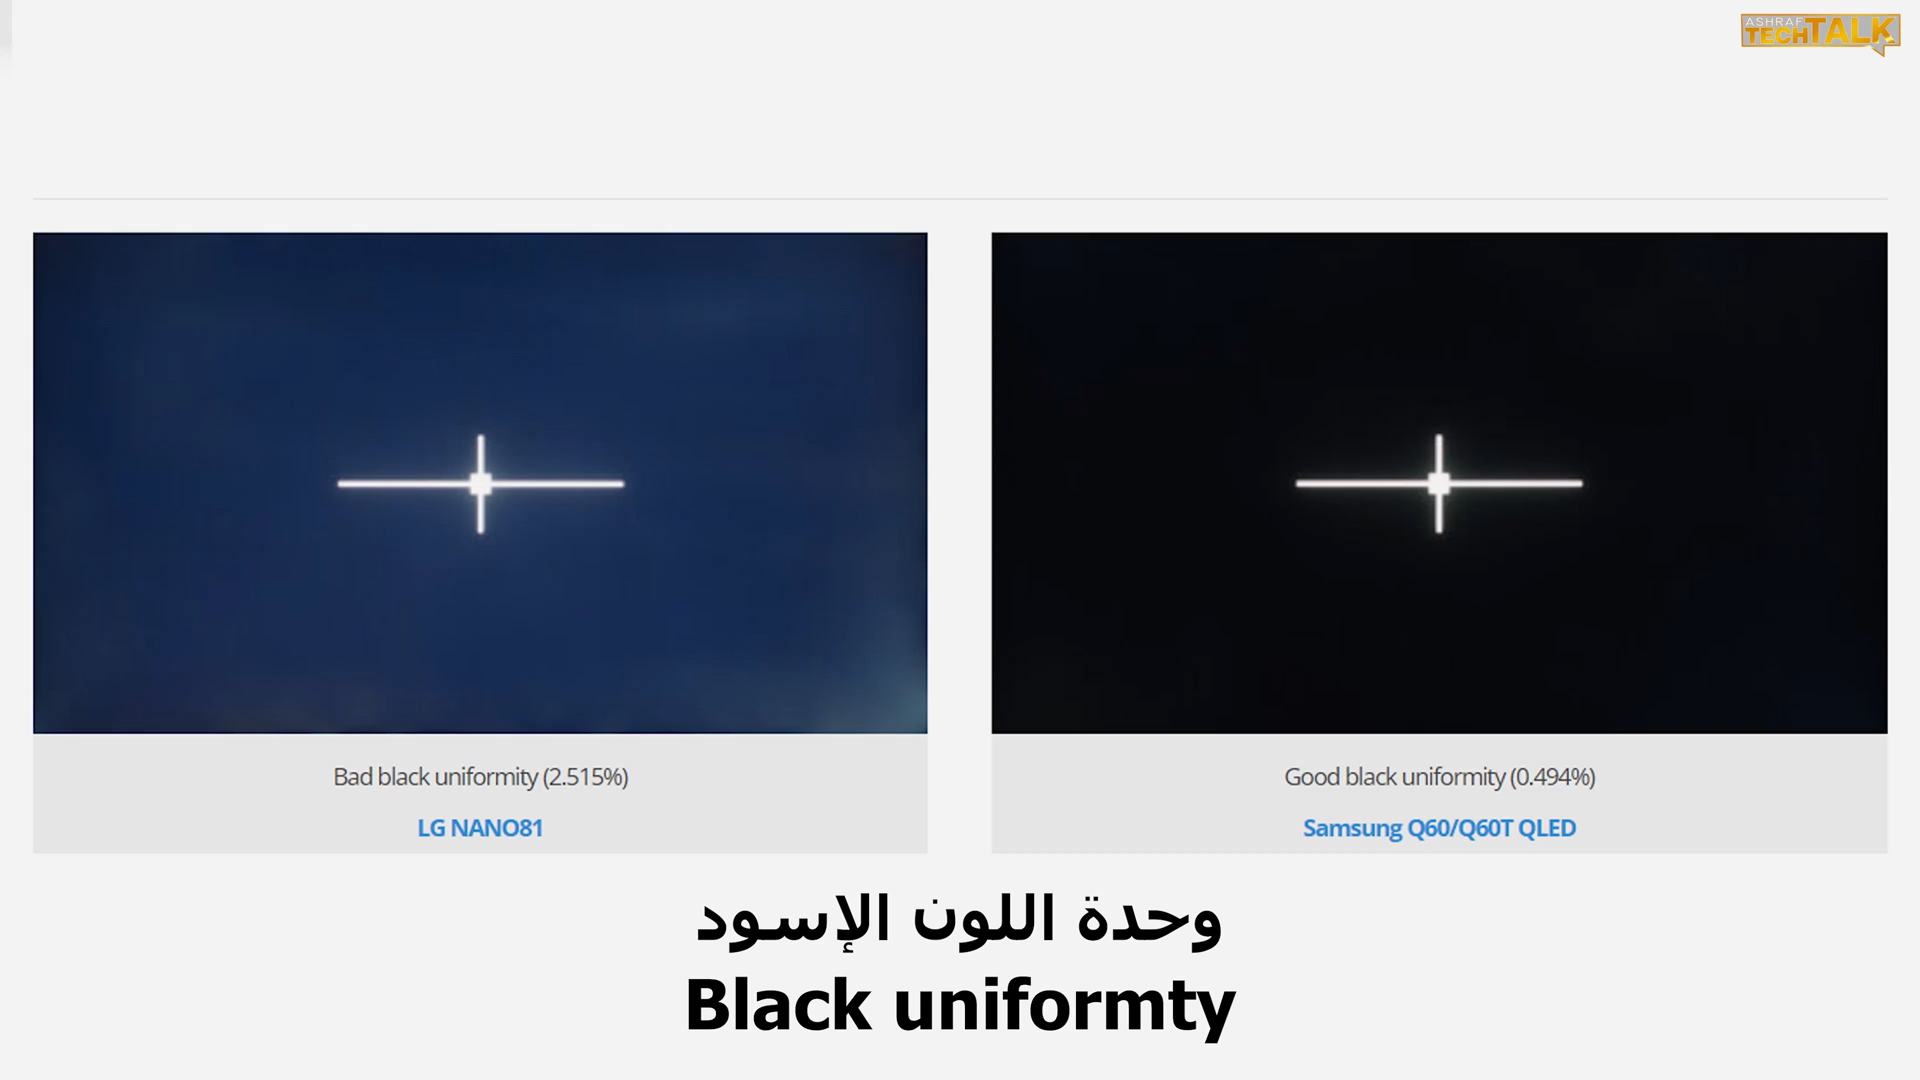 ASHRAF
TECHTALK
Bad black uniformity (2.515%)
LG NANO81
Good black uniformity (0.494%)
Samsung Q60/Q60T QLED
وحدة اللون الإسود
Black uniformty